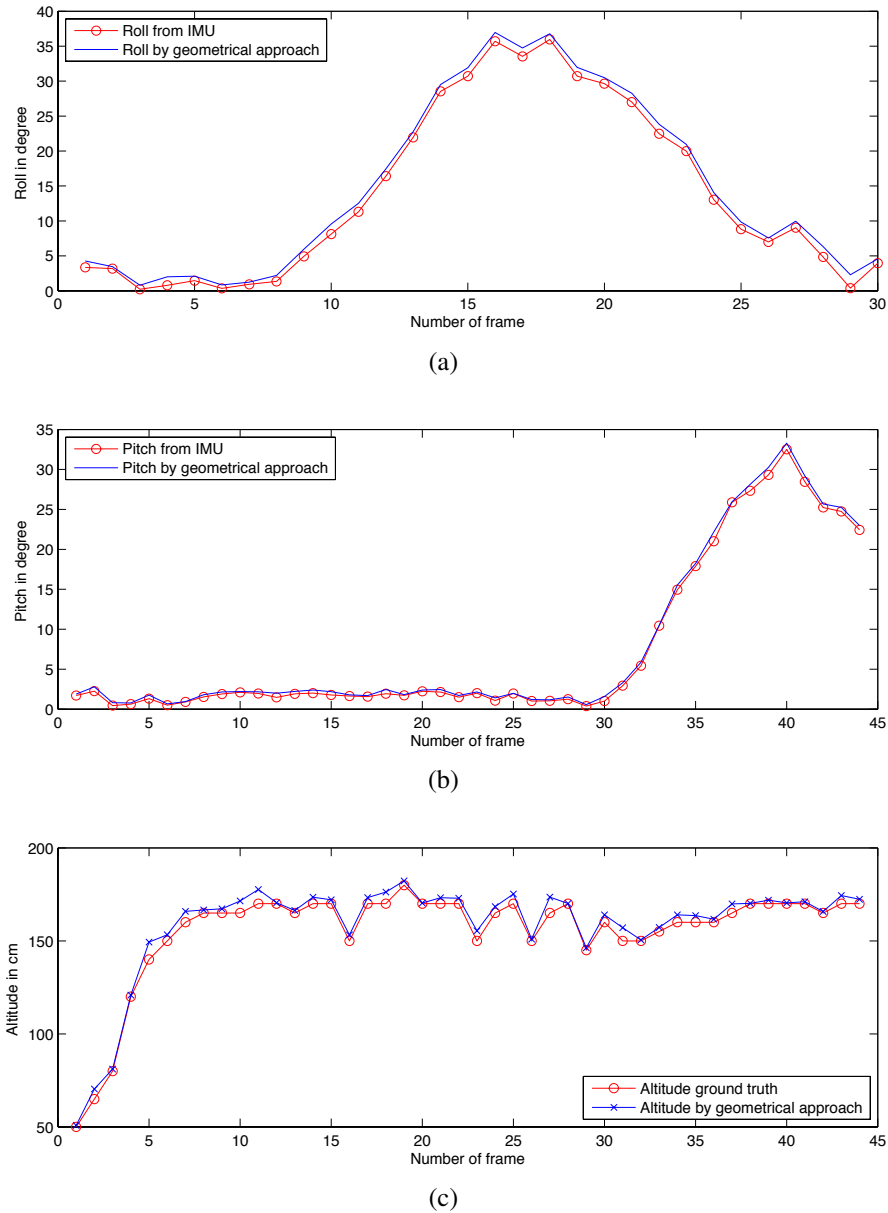 40
35
30
25
20
15
10
5
0
Roll in degree
Roll from IMU
Roll by geometrical approach
0 5 10 15 20 25 30
Number of frame
(a)
35
30
25
20
15
10
5
0
Pitch in degree
Pitch from IMU
Pitch by geometrical approach
0 5 10 15 20 25 30 35 40 45
Number of frame
(b)
200
150
100
50
Altitude in cm
Altitude ground truth
Altitude by geometrical approach
0 5 10 15 20 25 30 35 40 45
Number of frame
(c)